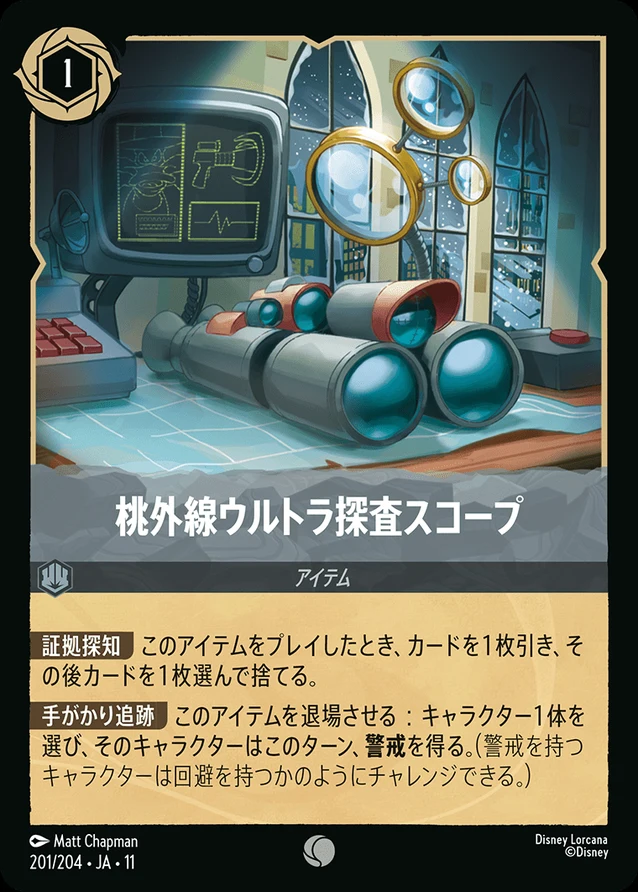 1
桃外線ウルトラ探査スコープ
アイテム
証拠探知 このアイテムをプレイしたとき、カードを1枚引き、そ
の後カードを1枚選んで捨てる。
手がかり追跡 このアイテムを退場させる：キャラクター1体を
選び、そのキャラクターはこのターン、警戒を得る。（警戒を持つ
キャラクターは回避を持つかのようにチャレンジできる。）
Matt Chapman
Disney Lorcana
201/204・JA・11
©Disney